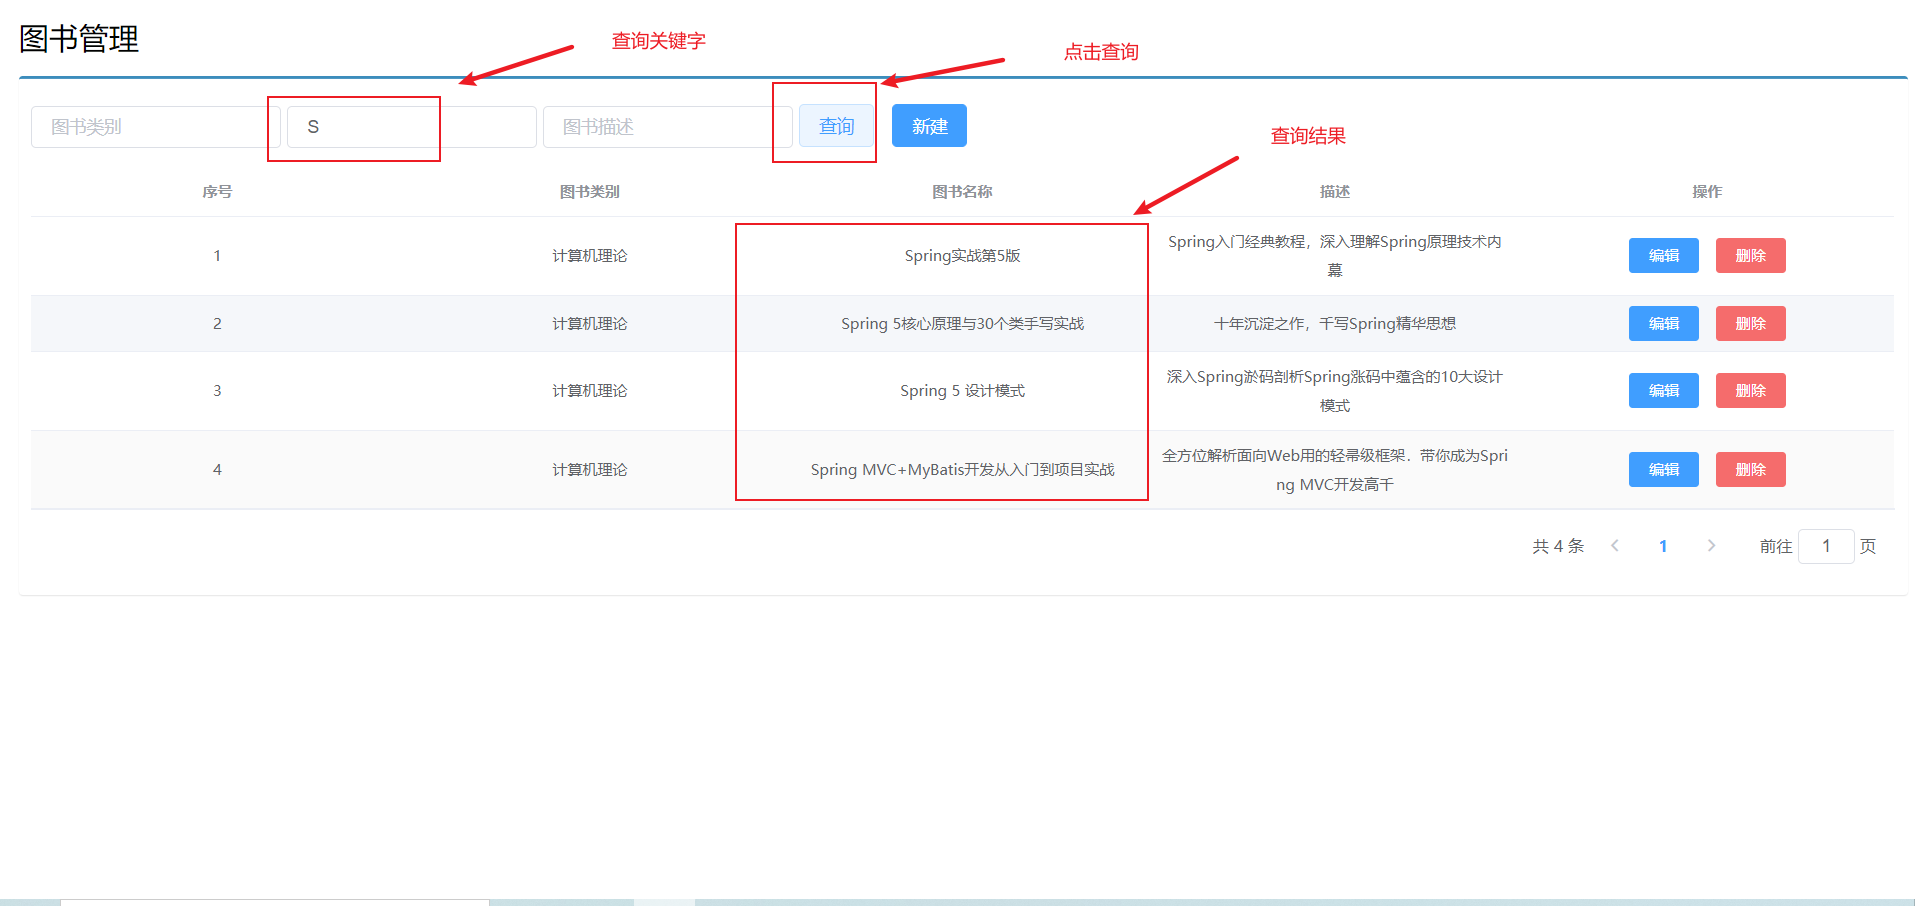 图书管理
查询关键字
点击查询
图书类别
S
图书描述
查询
新建
查询结果
序号 图书类别 图书名称 描述 操作
1 计算机理论 Spring实战第5版 Spring入门经典教程，深入理解Spring原理技术内
幕 编辑 删除
2 计算机理论 Spring 5核心原理与30个类手写实战 十年沉淀之作，千写Spring精华思想 编辑 删除
3 计算机理论 Spring 5 设计模式 深入Spring淤码剖析Spring涨码中蕴含的10大设计
模式 编辑 删除
4 计算机理论 Spring MVC+MyBatis开发从入门到项目实战 全方位解析面向Web用的轻帚级框架．带你成为Spri
ng MVC开发高千 编辑 删除
共 4 条 1 前往 1 页